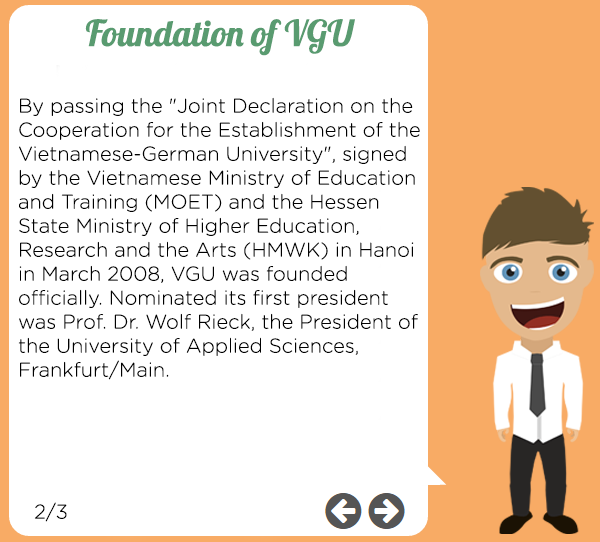 Foundation of VGU
By passing the "Joint Declaration on the
Cooperation for the Establishment of the
Vietnamese-German University", signed
by the Vietnamese Ministry of Education
and Training (MOET) and the Hessen
State Ministry of Higher Education,
Research and the Arts (HMWK) in Hanoi
in March 2008, VGU was founded
officially. Nominated its first president
was Prof. Dr. Wolf Rieck, the President of
the University of Applied Sciences,
Frankfurt/Main.
2/3